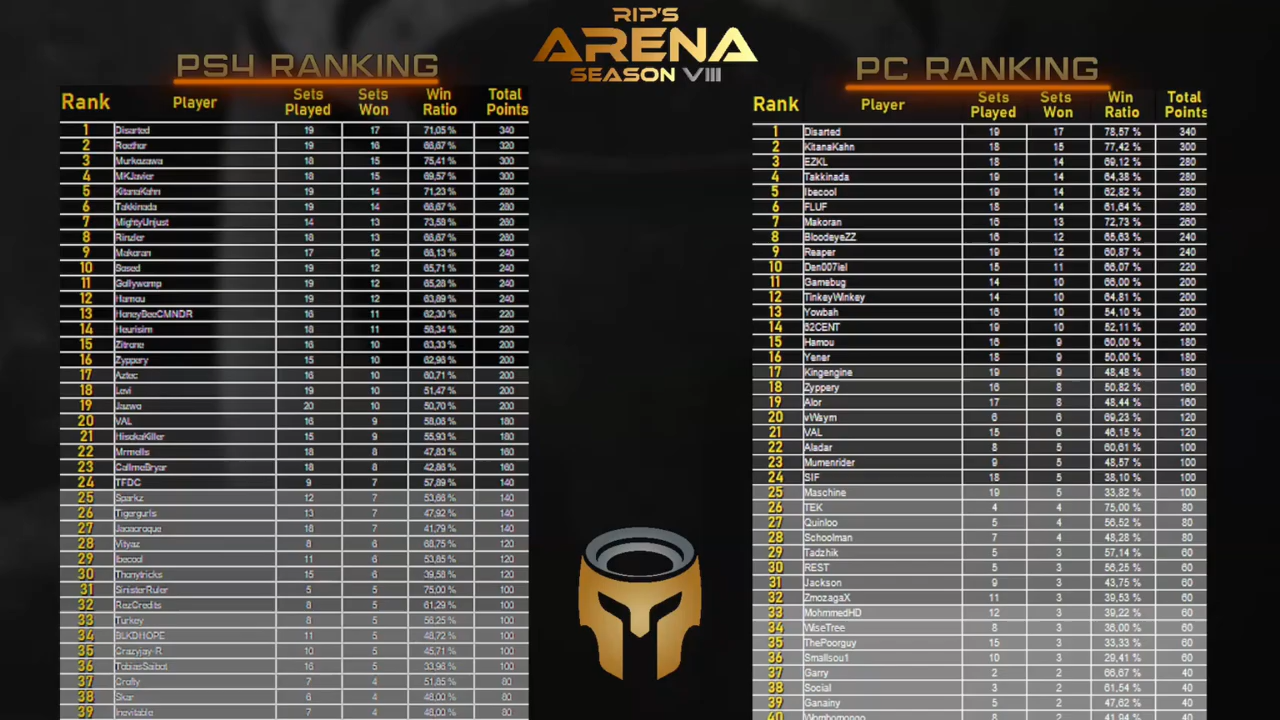 RIP'S
ARENA
SEASON VIII
PS4 RANKING
Rank Player Sets Played Sets Won Win Ratio Total Points
1 Disarted 19 17 71,05 % 340
2 Reether 19 16 66,67 % 320
3 Murkazawa 18 15 75,41 % 300
4 MKJavier 18 15 69,57 % 300
5 KitanaKahn 19 14 71,23 % 280
6 Takkinada 19 14 66,67 % 280
7 MightyUnjust 14 13 73,58 % 260
8 Rinzler 18 13 66,67 % 260
9 Makoran 17 12 66,13 % 240
10 Sosed 19 12 65,71 % 240
11 Gollywomp 19 12 65,28 % 240
12 Hamou 19 12 63,89 % 240
13 HoneyBeeCMNDR 16 11 62,30 % 220
14 Heurisim 18 11 58,34 % 220
15 Zitrone 16 10 63,33 % 200
16 Zyppery 15 10 62,96 % 200
17 Aztec 16 10 60,71 % 200
18 Levi 19 10 51,47 % 200
19 Jazwa 20 10 50,70 % 200
20 VAL 16 9 58,06 % 180
21 HisokaKiller 15 9 55,93 % 180
22 Mrmells 18 8 47,83 % 160
23 CallmeBryar 18 8 42,86 % 160
24 TFDC 9 7 57,89 % 140
25 Sparkz 12 7 53,66 % 140
26 Tigergurls 13 7 47,92 % 140
27 18 7 41,79 % 140
28 Vityaz 8 6 68,75 % 120
29 Ibecool 11 6 53,85 % 120
30 Thonytricks 15 6 39,58 % 120
31 SinisterRuler 5 5 75,00 % 100
32 RezCredits 8 5 61,29 % 100
33 Turkey 8 5 56,25 % 100
34 BLKDHOPE 11 5 48,72 % 100
35 Crazyjay-R 10 5 45,71 % 100
36 TobiasSaibot 16 5 33,96 % 100
37 Crafty 7 4 51,85 % 80
38 Skar 6 4 48,00 % 80
39 Inevitable 7 4 48,00 % 80
PC RANKING
Rank Player Sets Played Sets Won Win Ratio Total Points
1 Disarted 19 17 78,57 % 340
2 KitanaKahn 18 15 77,42 % 300
3 EZKL 18 14 69,12 % 280
4 Takkinada 19 14 64,38 % 280
5 Ibecool 19 14 62,82 % 280
6 FLUF 18 14 61,64 % 280
7 Makoran 16 13 72,73 % 260
8 BloodeyeZZ 16 12 65,63 % 240
9 Reaper 19 12 60,87 % 240
10 Den007iel 15 11 66,07 % 220
11 Gamebug 14 10 66,00 % 200
12 TinkeyWinkey 14 10 64,81 % 200
13 Yowbah 16 10 54,10 % 200
14 92CENT 19 10 52,11 % 200
15 Hamou 16 9 60,00 % 180
16 Yener 18 9 50,00 % 180
17 Kingengine 19 9 48,48 % 180
18 Zyppery 16 8 50,82 % 160
19 Alor 17 8 48,44 % 160
20 vWsym 6 6 69,23 % 120
21 VAL 15 6 46,15 % 120
22 Aladar 8 5 60,61 % 100
23 Mumenrider 9 5 48,57 % 100
24 SIF 18 5 38,10 % 100
25 Maschine 19 5 33,82 % 100
26 TEK 4 4 75,00 % 80
27 Quinloo 5 4 56,52 % 80
28 Schoolman 7 4 48,28 % 80
29 Tadzhik 5 3 57,14 % 60
30 REST 5 3 56,25 % 60
31 Jackson 9 3 43,75 % 60
32 ZmozagaX 11 3 39,53 % 60
33 MohmmedHD 12 3 39,22 % 60
34 WiseTree 8 3 36,00 % 60
35 ThePoorguy 15 3 33,33 % 60
36 Smallsou1 10 3 29,41 % 60
37 Garry 2 2 66,67 % 40
38 Social 3 2 61,54 % 40
39 Ganainy 5 2 47,62 % 40
40 Wombomongo 8 2 41,94 % 40